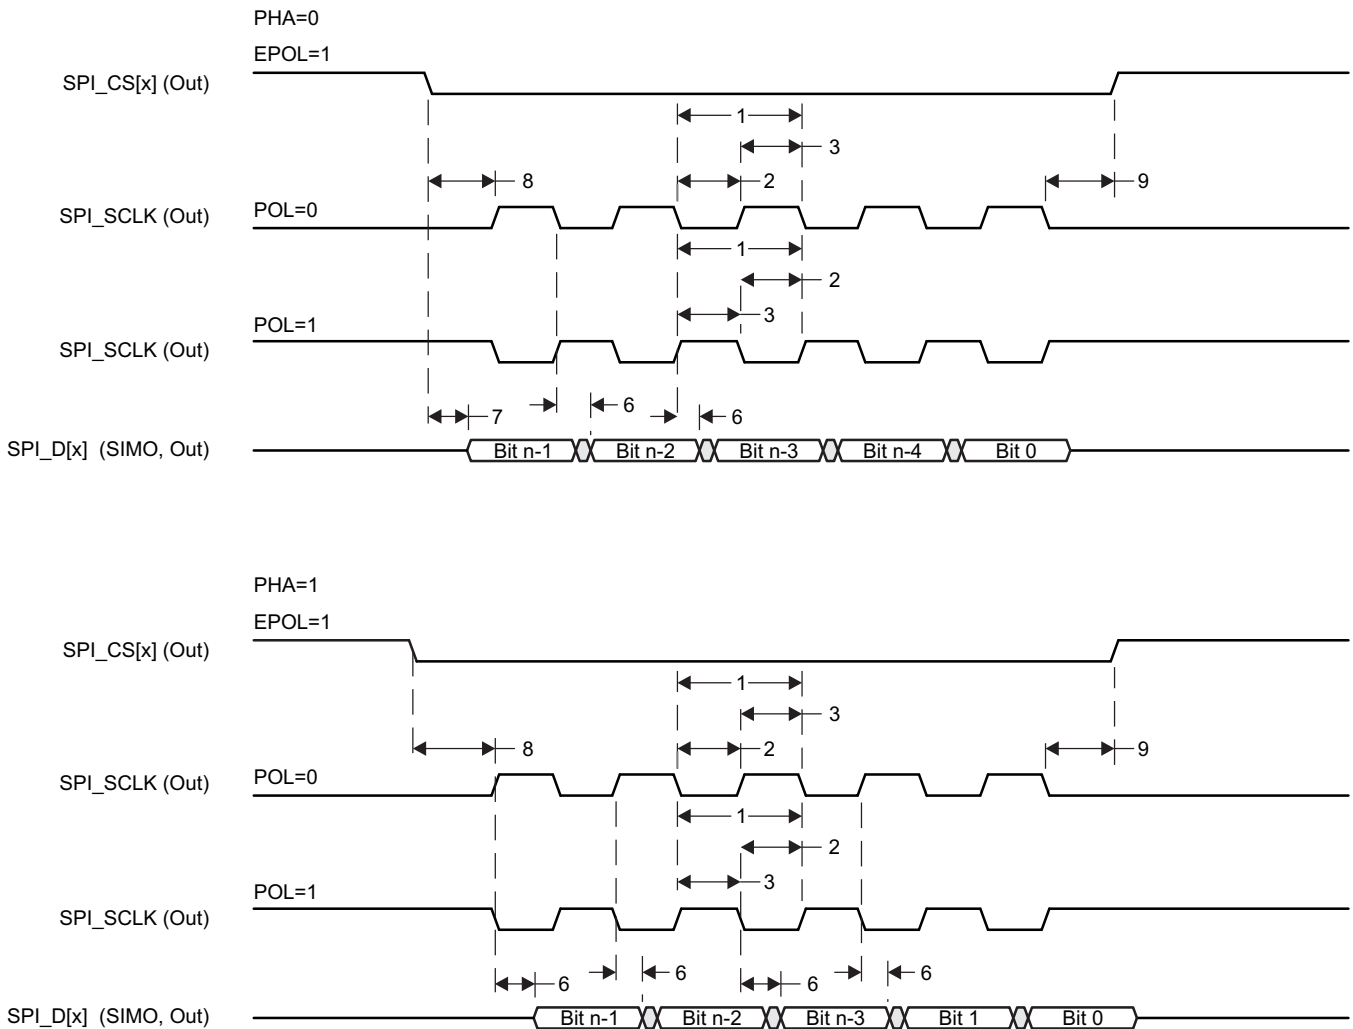 PHA=0
EPOL=1
SPI_CS[x] (Out)
1
3
8
2
9
SPI_SCLK (Out)
POL=0
1
2
3
POL=1
SPI_SCLK (Out)
7
6
6
SPI_D[x] (SIMO, Out)
Bit n-1
Bit n-2
Bit n-3
Bit n-4
Bit 0
PHA=1
EPOL=1
SPI_CS[x] (Out)
1
3
8
2
9
SPI_SCLK (Out)
POL=0
1
2
3
POL=1
SPI_SCLK (Out)
6
6
6
6
SPI_D[x] (SIMO, Out)
Bit n-1
Bit n-2
Bit n-3
Bit 1
Bit 0